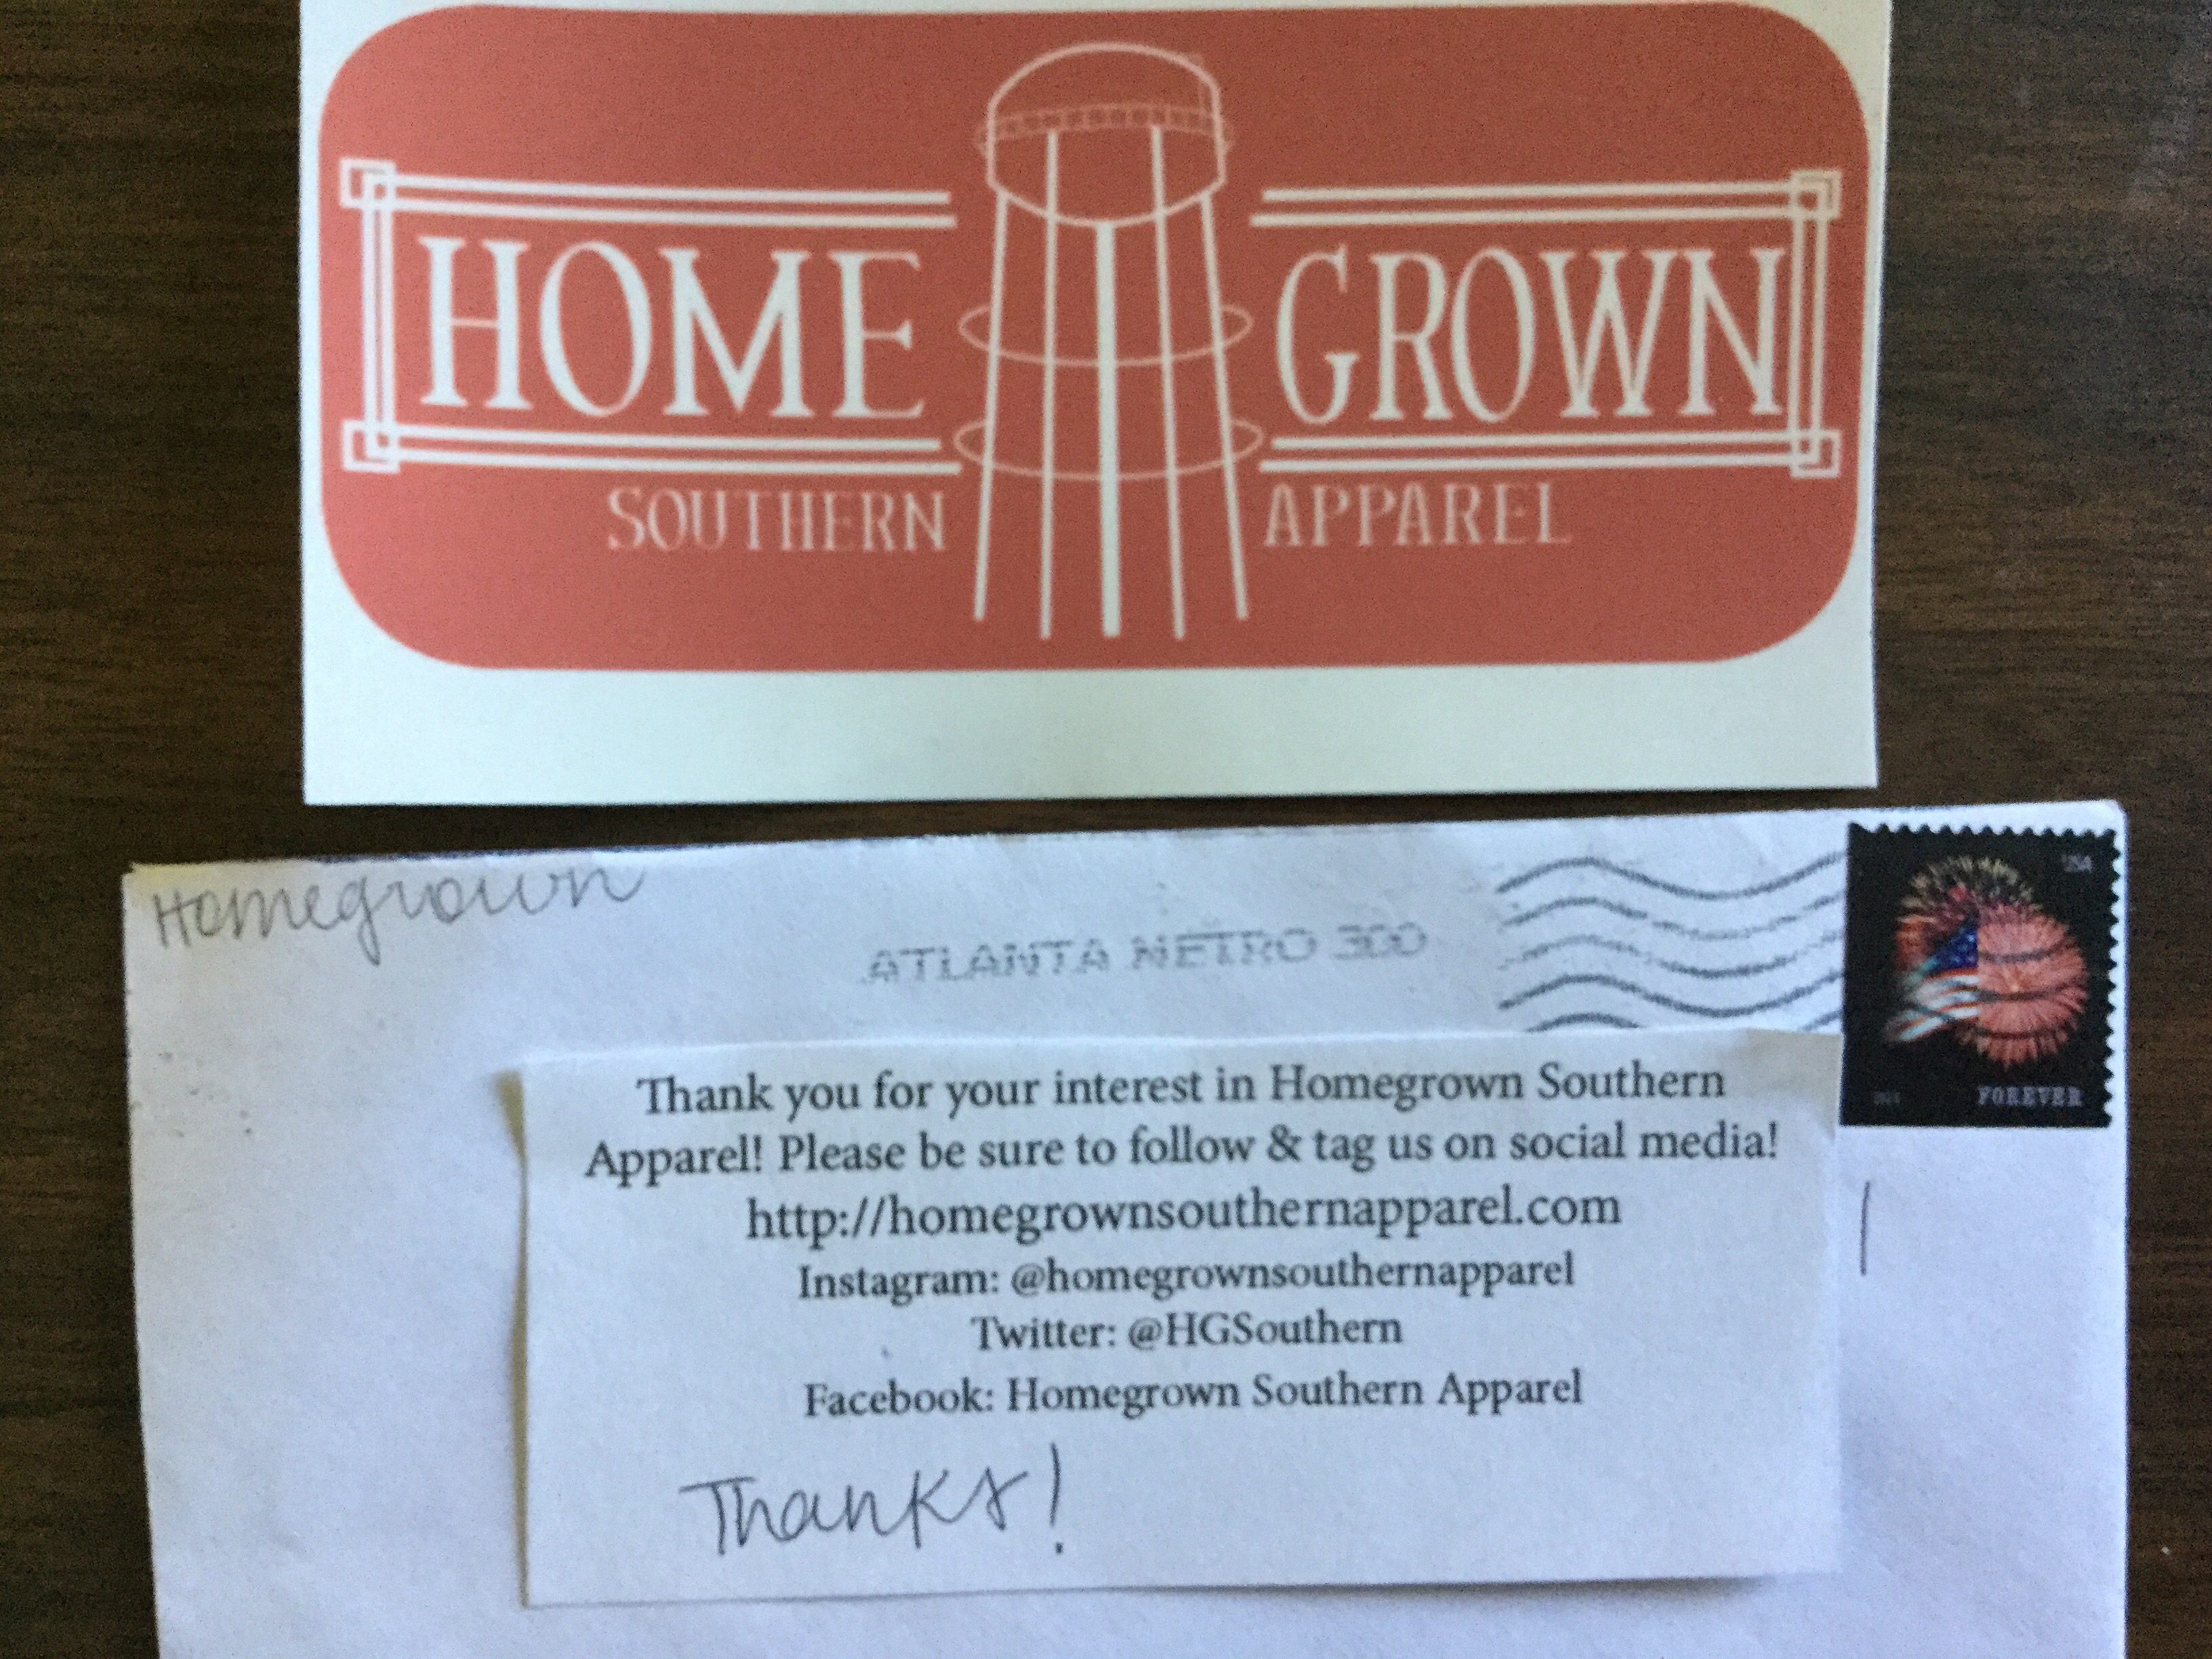 HOME GROWN
SOUTHERN APPAREL
Homegrown
ATLANTA METRO 300
USA
FOREVER
Thank you for your interest in Homegrown Southern
Apparel! Please be sure to follow & tag us on social media!
http://homegrownsouthernapparel.com
Instagram: @homegrownsouthernapparel
Twitter: @HGSouthern
Facebook: Homegrown Southern Apparel
Thanks!